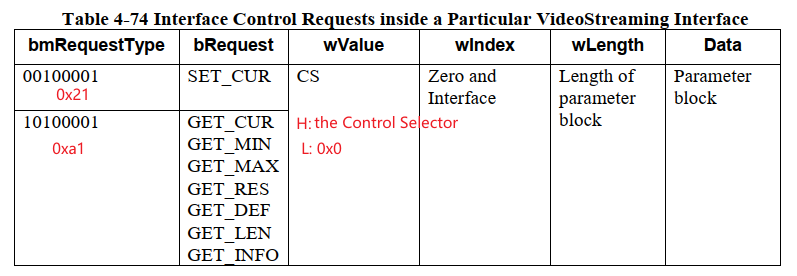 Table 4-74 Interface Control Requests inside a Particular VideoStreaming Interface
bmRequestType bRequest wValue wIndex wLength Data
00100001 SET_CUR CS Zero and Length of Parameter
0x21 Interface parameter block
block
10100001 GET_CUR H: the Control Selector
0xa1 GET_MIN L: 0x0
GET_MAX
GET_RES
GET_DEF
GET_LEN
GET_INFO